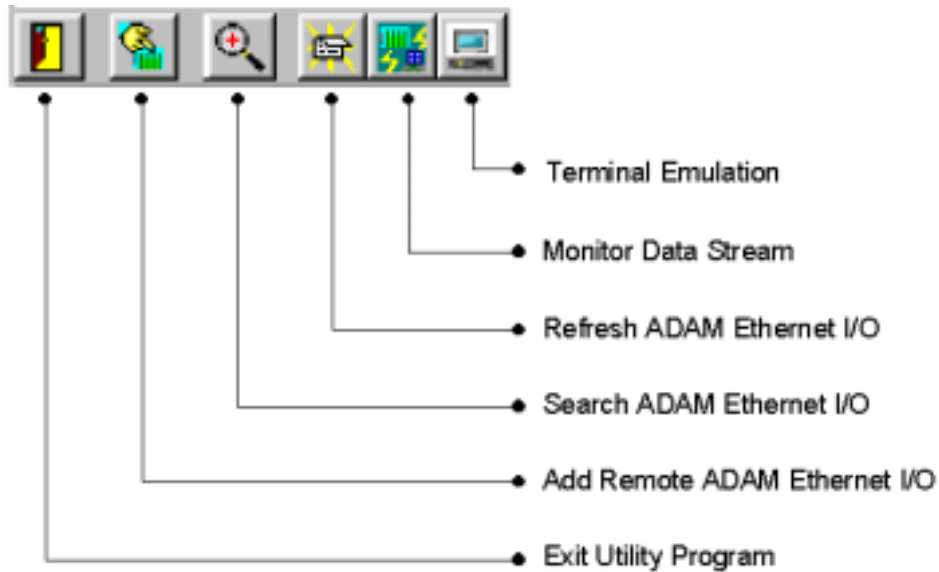 Terminal Emulation
Monitor Data Stream
Refresh ADAM Ethernet I/O
Search ADAM Ethernet I/O
Add Remote ADAM Ethernet I/O
Exit Utility Program